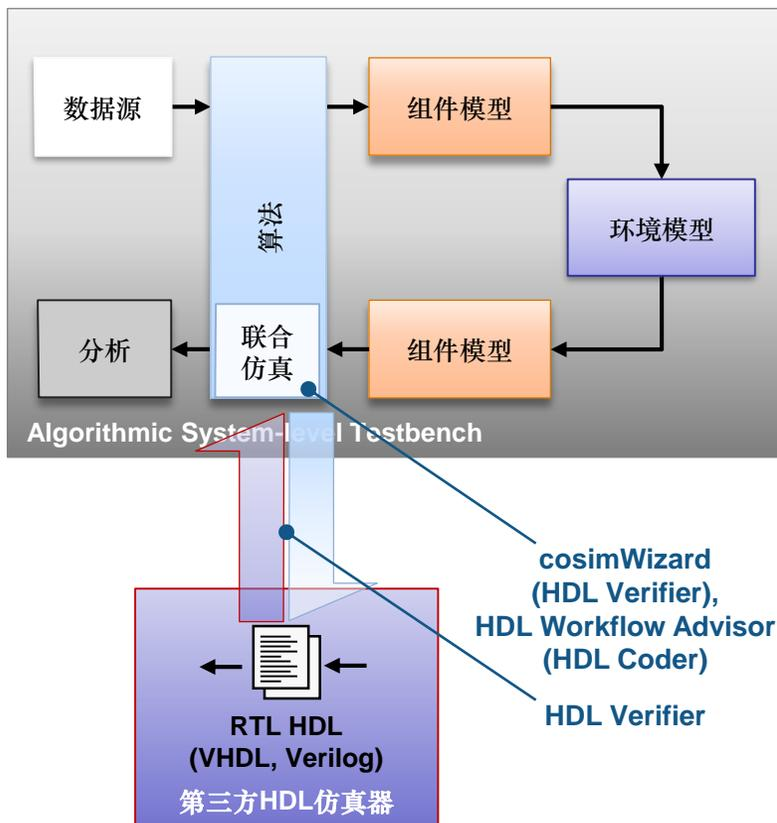 数据源
算法
组件模型
环境模型
分析
联合
仿真
组件模型
Algorithmic System-level Testbench
cosimWizard
(HDL Verifier),
HDL Workflow Advisor
(HDL Coder)
HDL Verifier
RTL HDL
(VHDL, Verilog)
第三方HDL仿真器